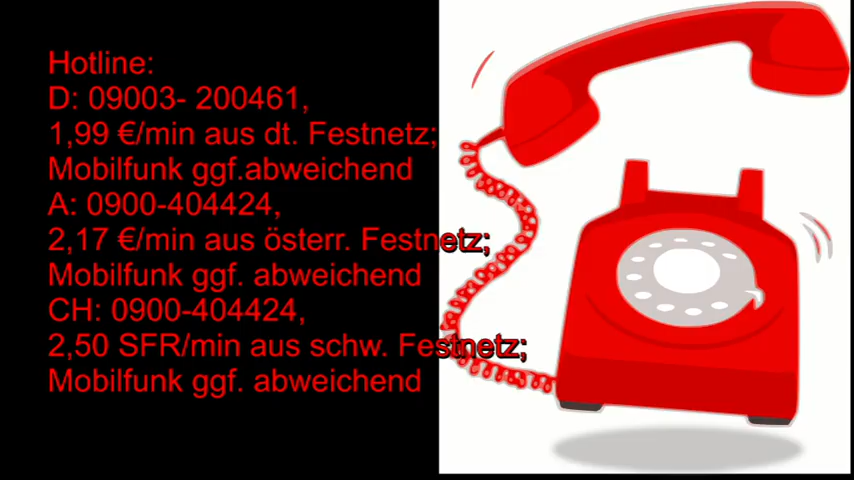 Hotline:
D: 09003- 200461,
1,99 €/min aus dt. Festnetz;
Mobilfunk ggf.abweichend
A: 0900-404424,
2,17 €/min aus österr. Festnetz;
Mobilfunk ggf. abweichend
CH: 0900-404424,
2,50 SFR/min aus schw. Festnetz;
Mobilfunk ggf. abweichend